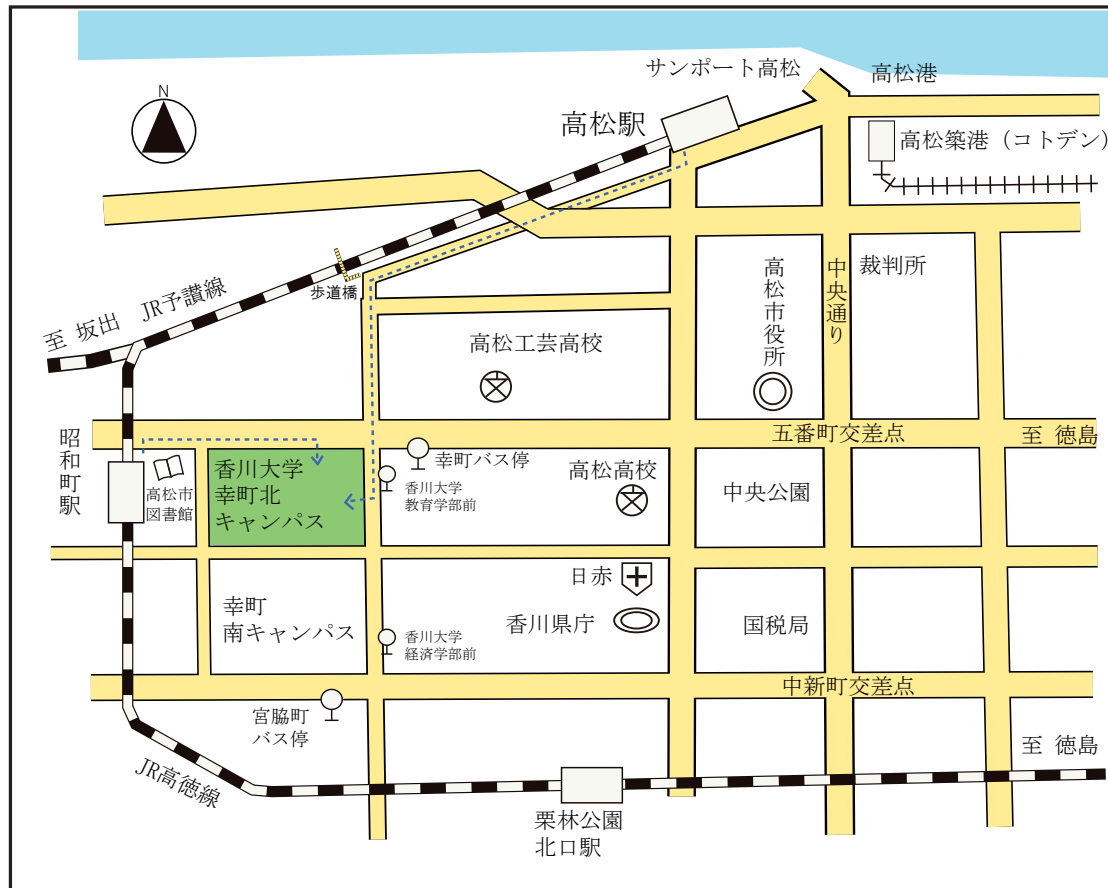 N
サンポート高松
高松港
高松駅
高松築港（コトデン）
歩道橋
至 坂出
JR予讃線
高松市役所
中央通り
裁判所
高松工芸高校
五番町交差点
至 徳島
昭和町駅
高松市
図書館
香川大学
幸町北
キャンパス
幸町バス停
香川大学
教育学部前
高松高校
中央公園
日赤
香川県庁
国税局
幸町
南キャンパス
香川大学
経済学部前
中新町交差点
宮脇町
バス停
至 徳島
JR高徳線
栗林公園
北口駅